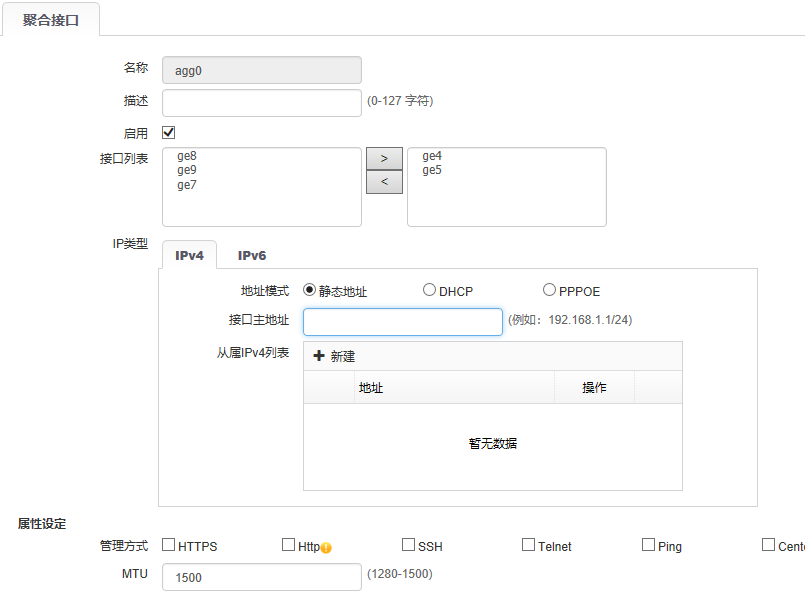 聚合接口
名称 agg0
描述 (0-127 字符)
启用
接口列表 ge8 > ge4
ge9 < ge5
ge7
IP类型 IPv4 IPv6
地址模式 静态地址 DHCP PPPOE
接口主地址 (例如：192.168.1.1/24)
从属IPv4列表 新建
地址 操作
暂无数据
属性设定
管理方式 HTTPS Http SSH Telnet Ping Cente
MTU 1500 (1280-1500)